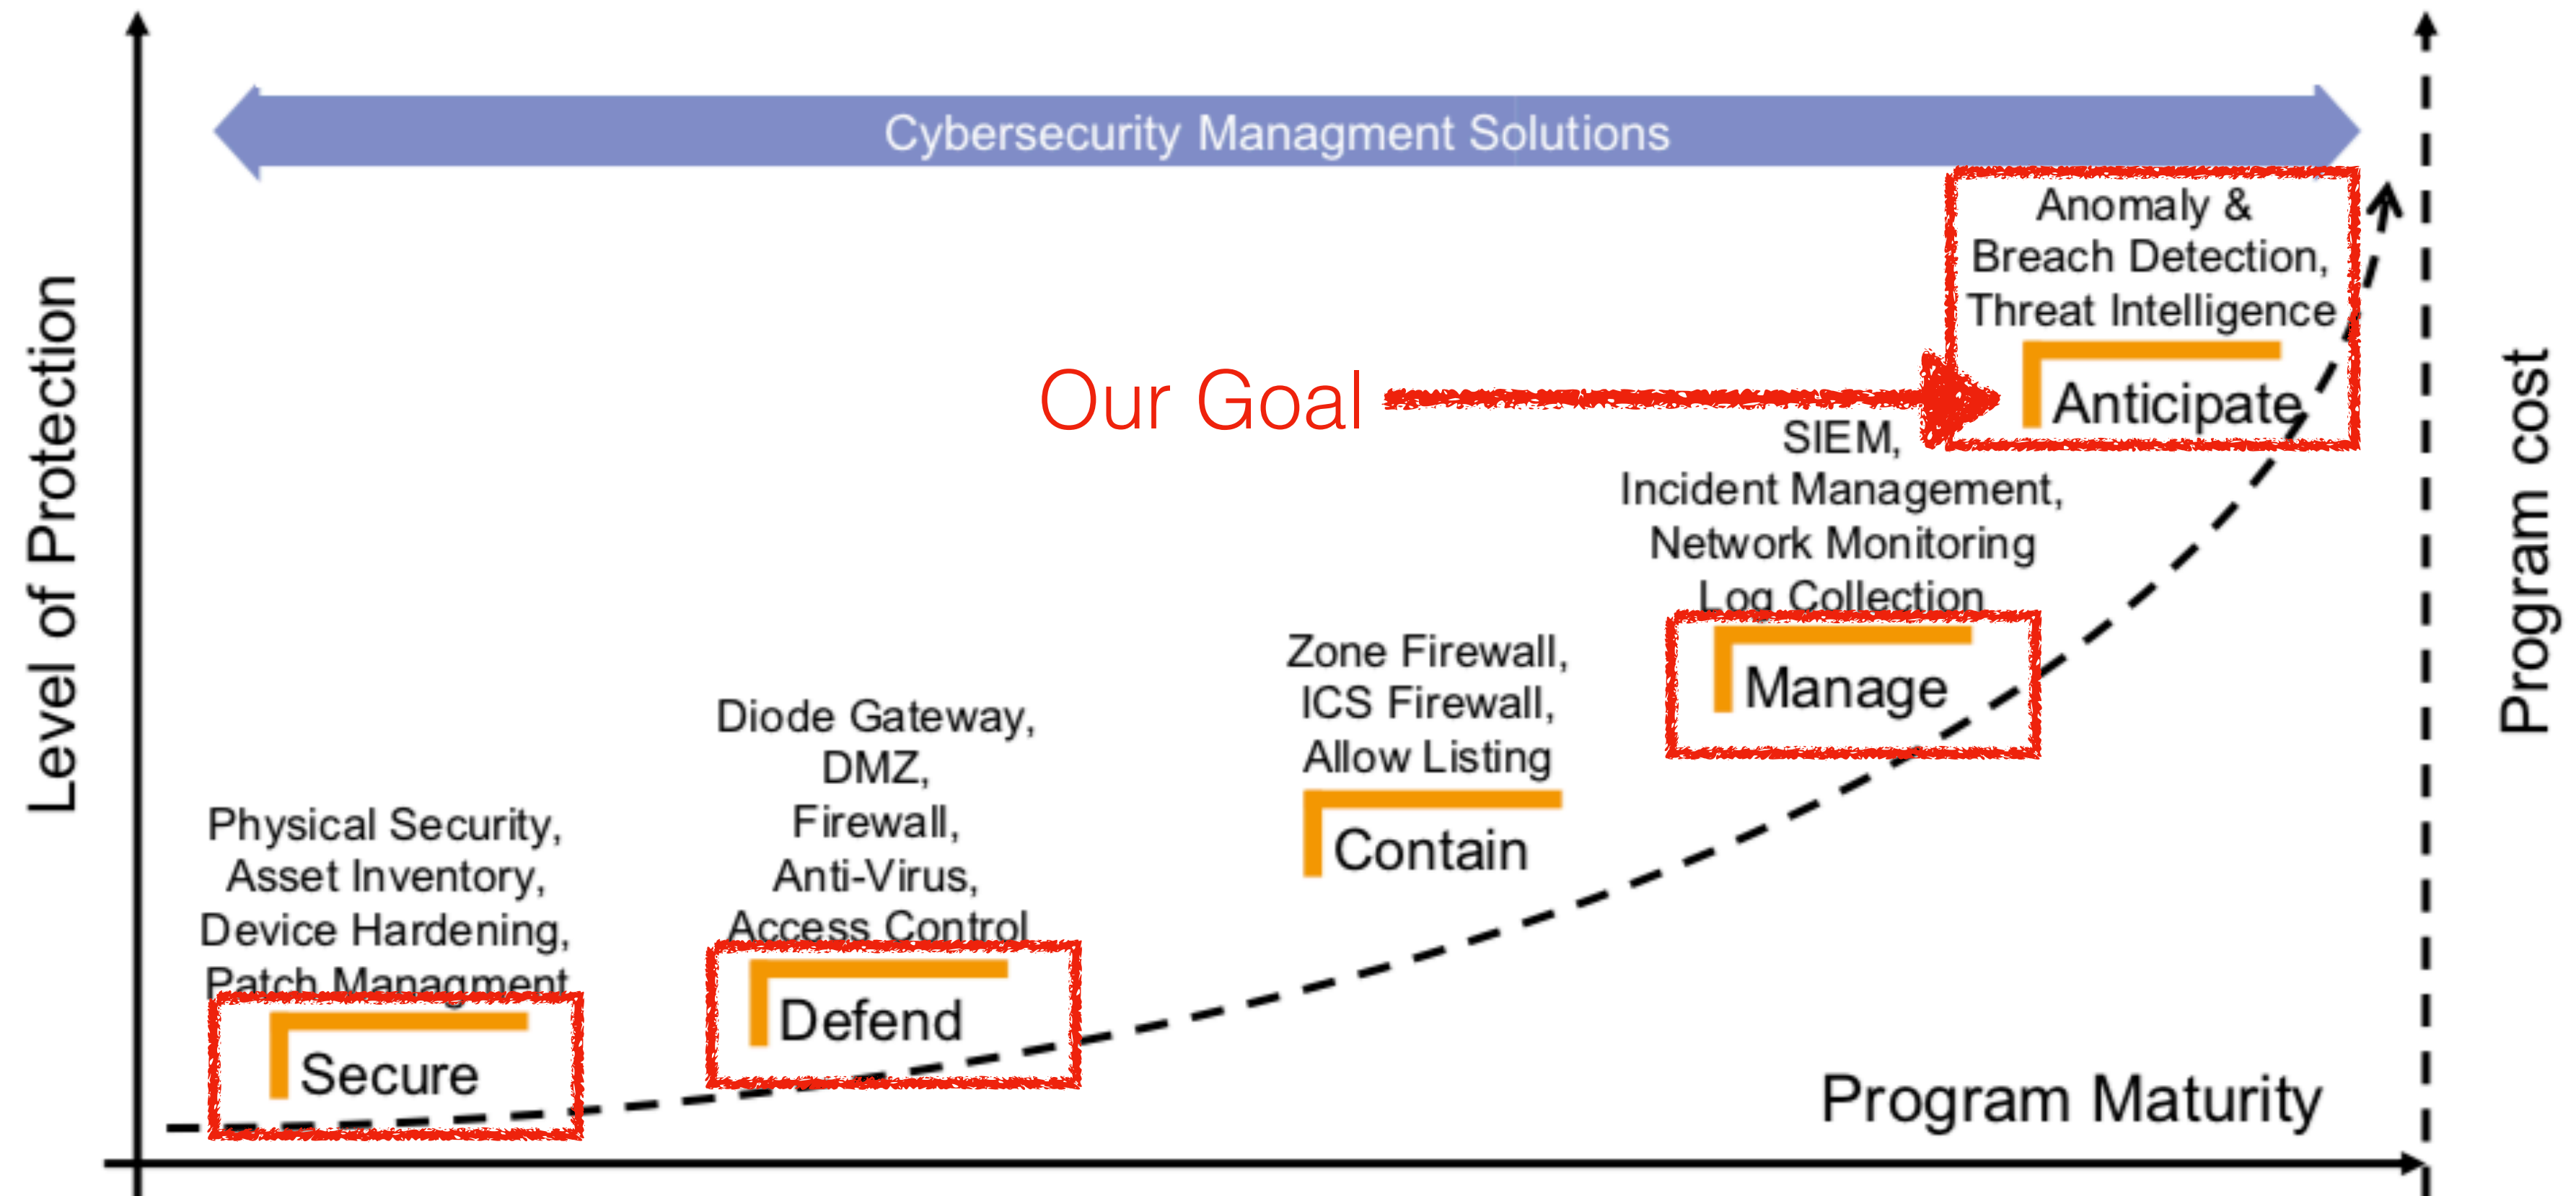 Cybersecurity Managment Solutions
Level of Protection
Program cost
Our Goal
Anomaly &
Breach Detection,
Threat Intelligence
Anticipate
SIEM,
Incident Management,
Network Monitoring
Log Collection
Manage
Zone Firewall,
ICS Firewall,
Allow Listing
Contain
Diode Gateway,
DMZ,
Firewall,
Anti-Virus,
Access Control
Defend
Physical Security,
Asset Inventory,
Device Hardening,
Patch Managment
Secure
Program Maturity